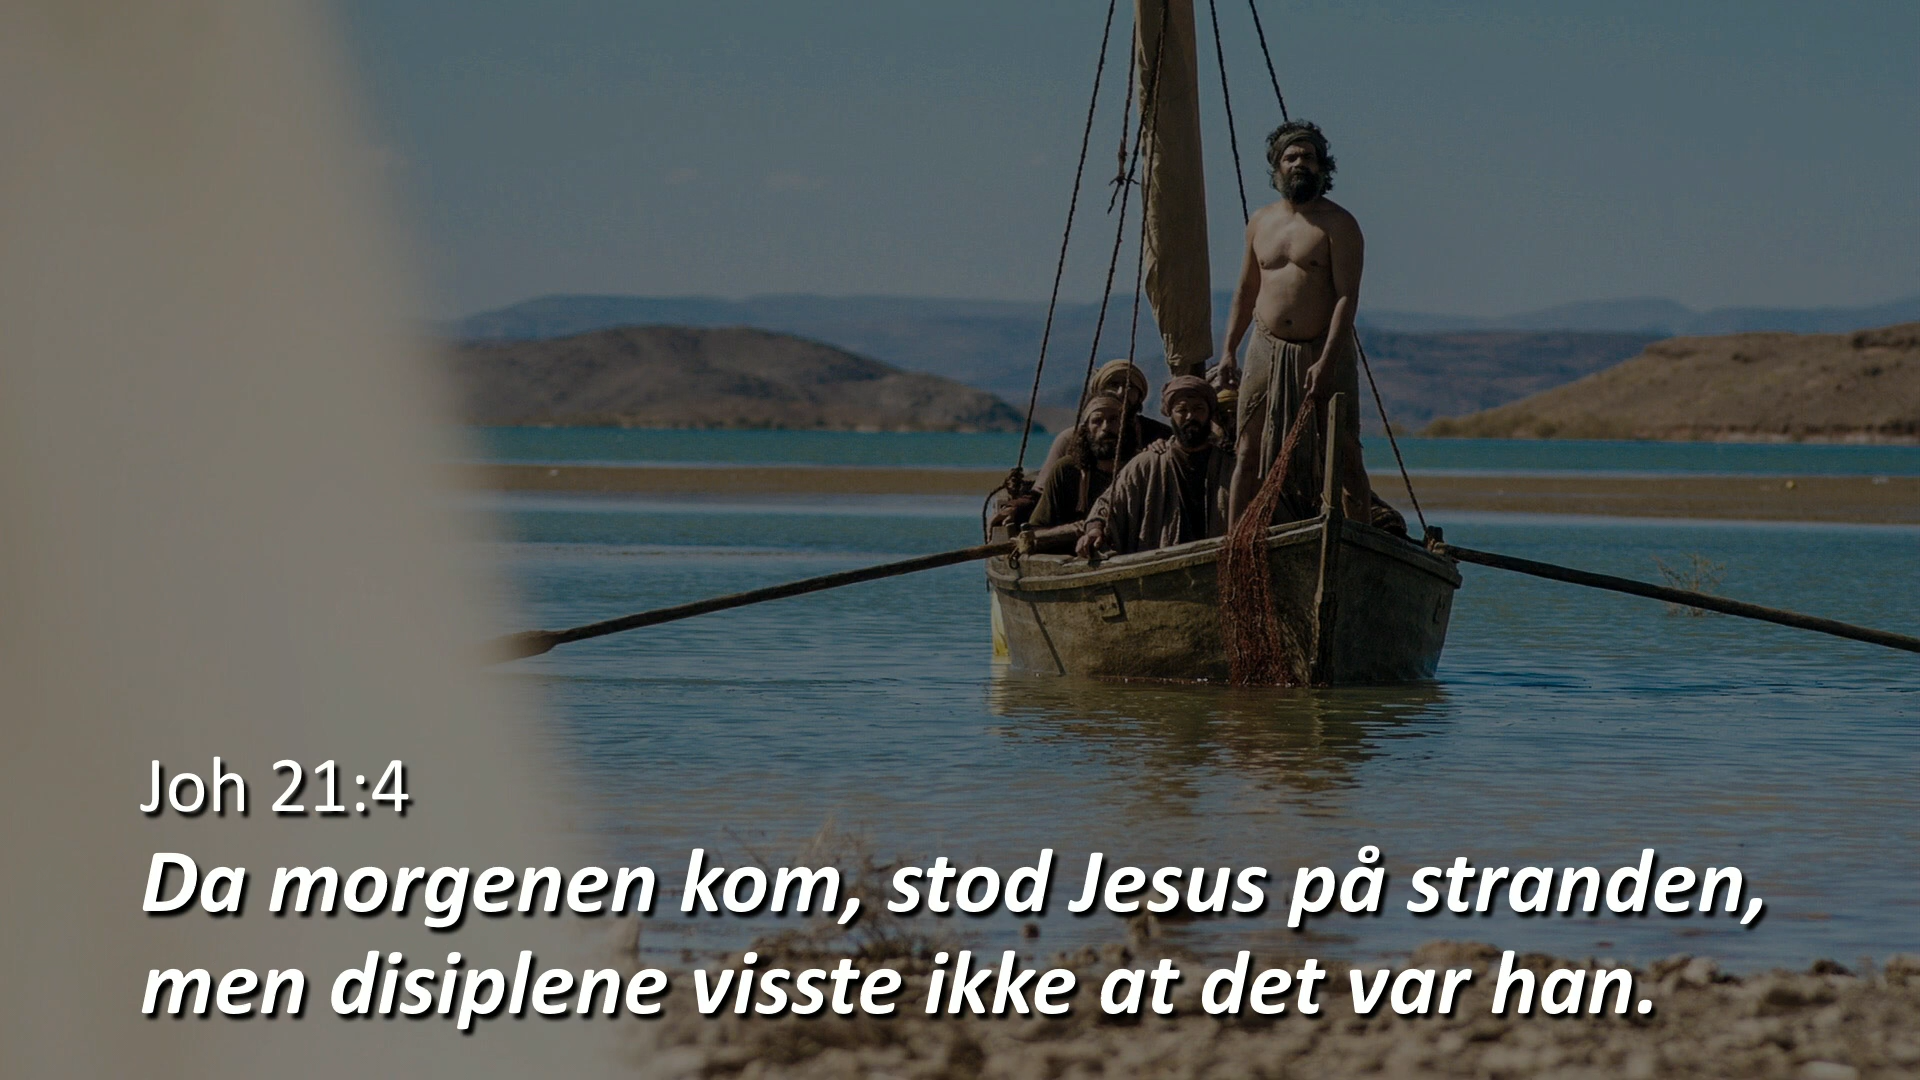 Joh 21:4
Da morgenen kom, stod Jesus på stranden,
men disiplene visste ikke at det var han.